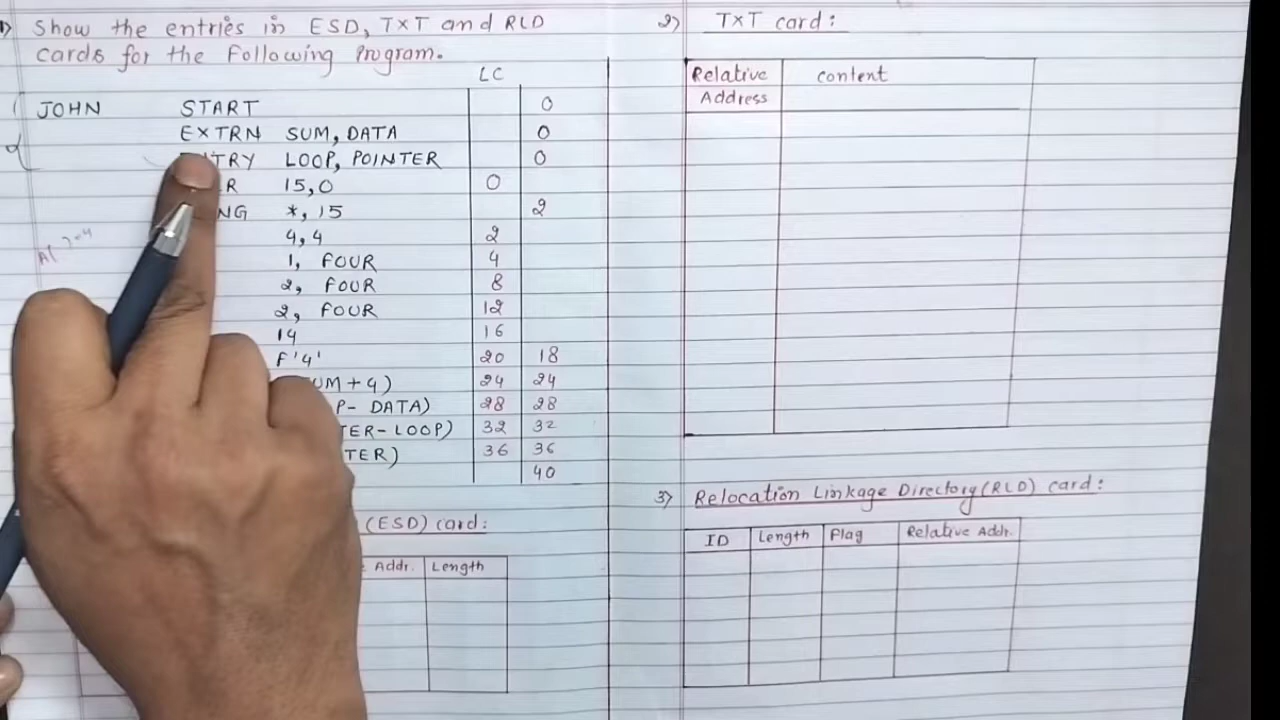 1) Show the entries in ESD, TXT and RLD
cards for the Following Program.
LC
JOHN START 0
EXTRN SUM, DATA 0
LOOP, POINTER 0
R 15,0 0
NG *, 15 2
4,4 2
1, FOUR 4
2, FOUR 8
2, FOUR 12
14 16
F'4' 20 18
UM + 4) 24 24
P- DATA) 28 28
TER-LOOP) 32 32
TER) 36 36
40
(ESD) card:
Addr. Length
2) TXT card:
Relative Address content
3) Relocation Linkage Directory (RLD) card:
ID Length Flag Relative Addr.